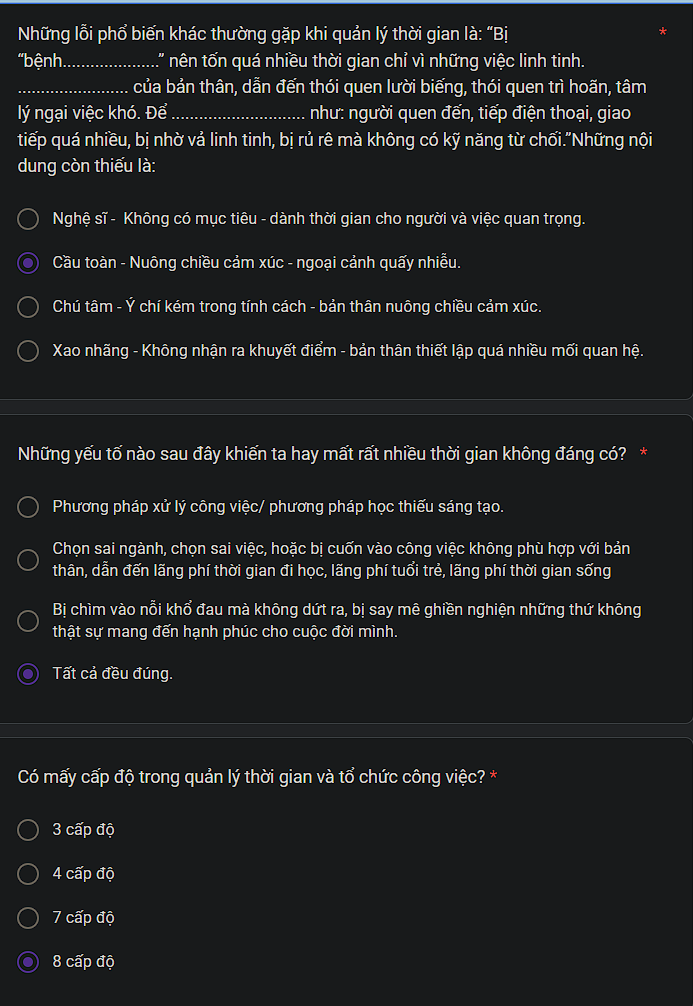 Những lỗi phổ biến khác thường gặp khi quản lý thời gian là: “Bị *
“bệnh.....................” nên tốn quá nhiều thời gian chỉ vì những việc linh tinh.
........................ của bản thân, dẫn đến thói quen lười biếng, thói quen trì hoãn, tâm
lý ngại việc khó. Để ............................. như: người quen đến, tiếp điện thoại, giao
tiếp quá nhiều, bị nhờ vả linh tinh, bị rủ rê mà không có kỹ năng từ chối.”Những nội
dung còn thiếu là:
Nghệ sĩ - Không có mục tiêu - dành thời gian cho người và việc quan trọng.
Cầu toàn - Nuông chiều cảm xúc - ngoại cảnh quấy nhiễu.
Chú tâm - Ý chí kém trong tính cách - bản thân nuông chiều cảm xúc.
Xao nhãng - Không nhận ra khuyết điểm - bản thân thiết lập quá nhiều mối quan hệ.
Những yếu tố nào sau đây khiến ta hay mất rất nhiều thời gian không đáng có? *
Phương pháp xử lý công việc/ phương pháp học thiếu sáng tạo.
Chọn sai ngành, chọn sai việc, hoặc bị cuốn vào công việc không phù hợp với bản
thân, dẫn đến lãng phí thời gian đi học, lãng phí tuổi trẻ, lãng phí thời gian sống
Bị chìm vào nỗi khổ đau mà không dứt ra, bị say mê ghiền nghiện những thứ không
thật sự mang đến hạnh phúc cho cuộc đời mình.
Tất cả đều đúng.
Có mấy cấp độ trong quản lý thời gian và tổ chức công việc? *
3 cấp độ
4 cấp độ
7 cấp độ
8 cấp độ